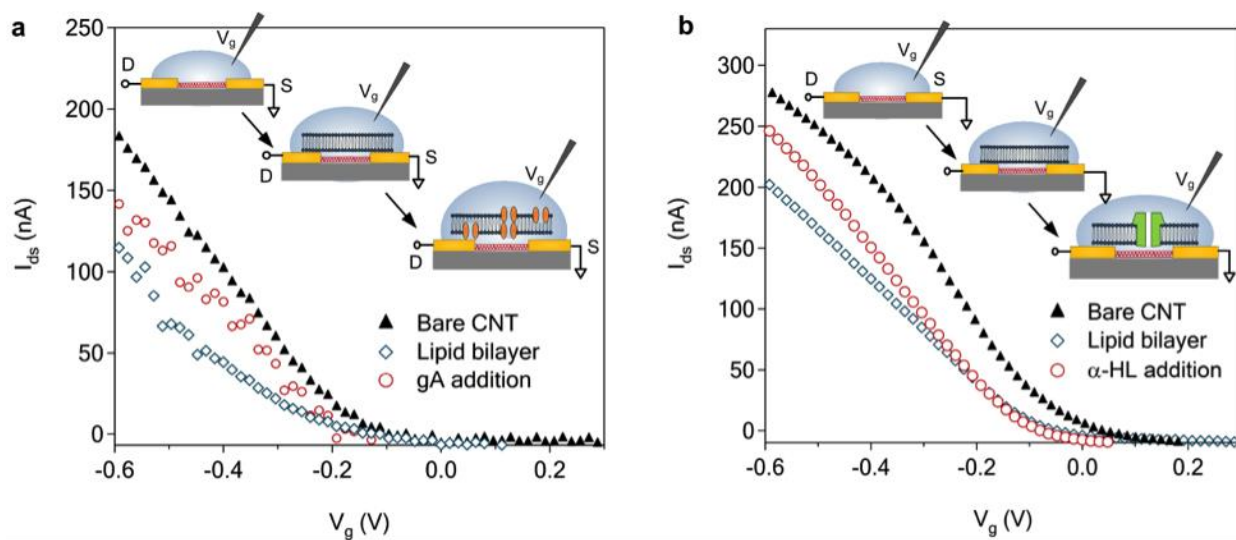 a
250
200
150
100
50
0
I_ds (nA)
-0.6
-0.4
-0.2
0.0
0.2
V_g (V)
V_g
D
S
V_g
D
S
V_g
D
S
Bare CNT
Lipid bilayer
gA addition
b
300
250
200
150
100
50
0
I_ds (nA)
-0.6
-0.4
-0.2
0.0
0.2
V_g (V)
V_g
D
S
V_g
V_g
Bare CNT
Lipid bilayer
α-HL addition